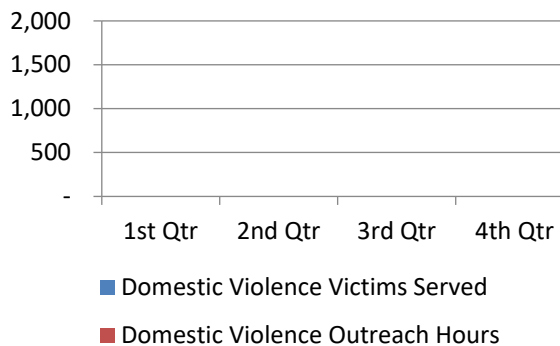 2,000
1,500
1,000
500
-
1st Qtr 2nd Qtr 3rd Qtr 4th Qtr
Domestic Violence Victims Served
Domestic Violence Outreach Hours